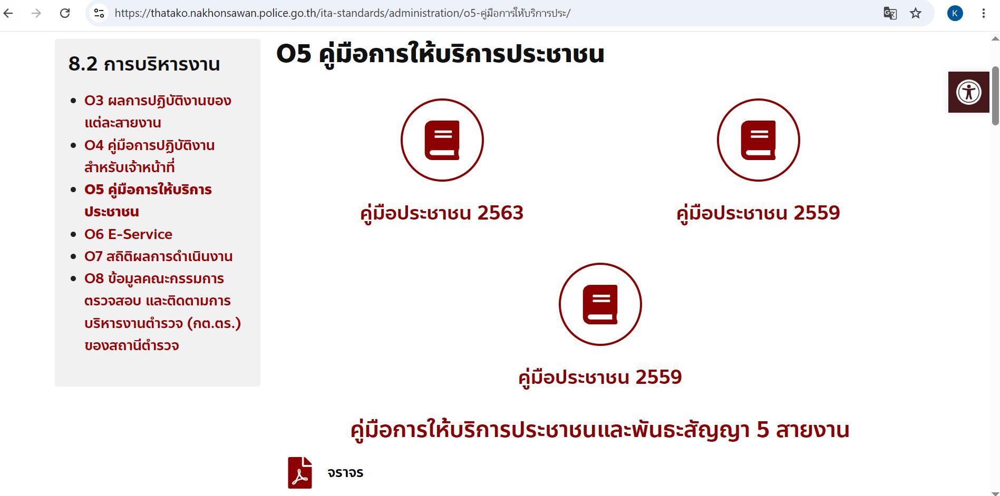 https://thatako.nakhonsawan.police.go.th/ita-standards/administration/o5-คู่มือการให้บริการประ/
K
8.2 การบริหารงาน
O3 ผลการปฏิบัติงานของ
แต่ละสายงาน
O4 คู่มือการปฏิบัติงาน
สำหรับเจ้าหน้าที่
O5 คู่มือการให้บริการ
ประชาชน
O6 E-Service
O7 สถิติผลการดำเนินงาน
O8 ข้อมูลคณะกรรมการ
ตรวจสอบ และติดตามการ
บริหารงานตำรวจ (กต.ตร.)
ของสถานีตำรวจ
O5 คู่มือการให้บริการประชาชน
คู่มือประชาชน 2563
คู่มือประชาชน 2559
คู่มือประชาชน 2559
คู่มือการให้บริการประชาชนและพันธะสัญญา 5 สายงาน
จราจร